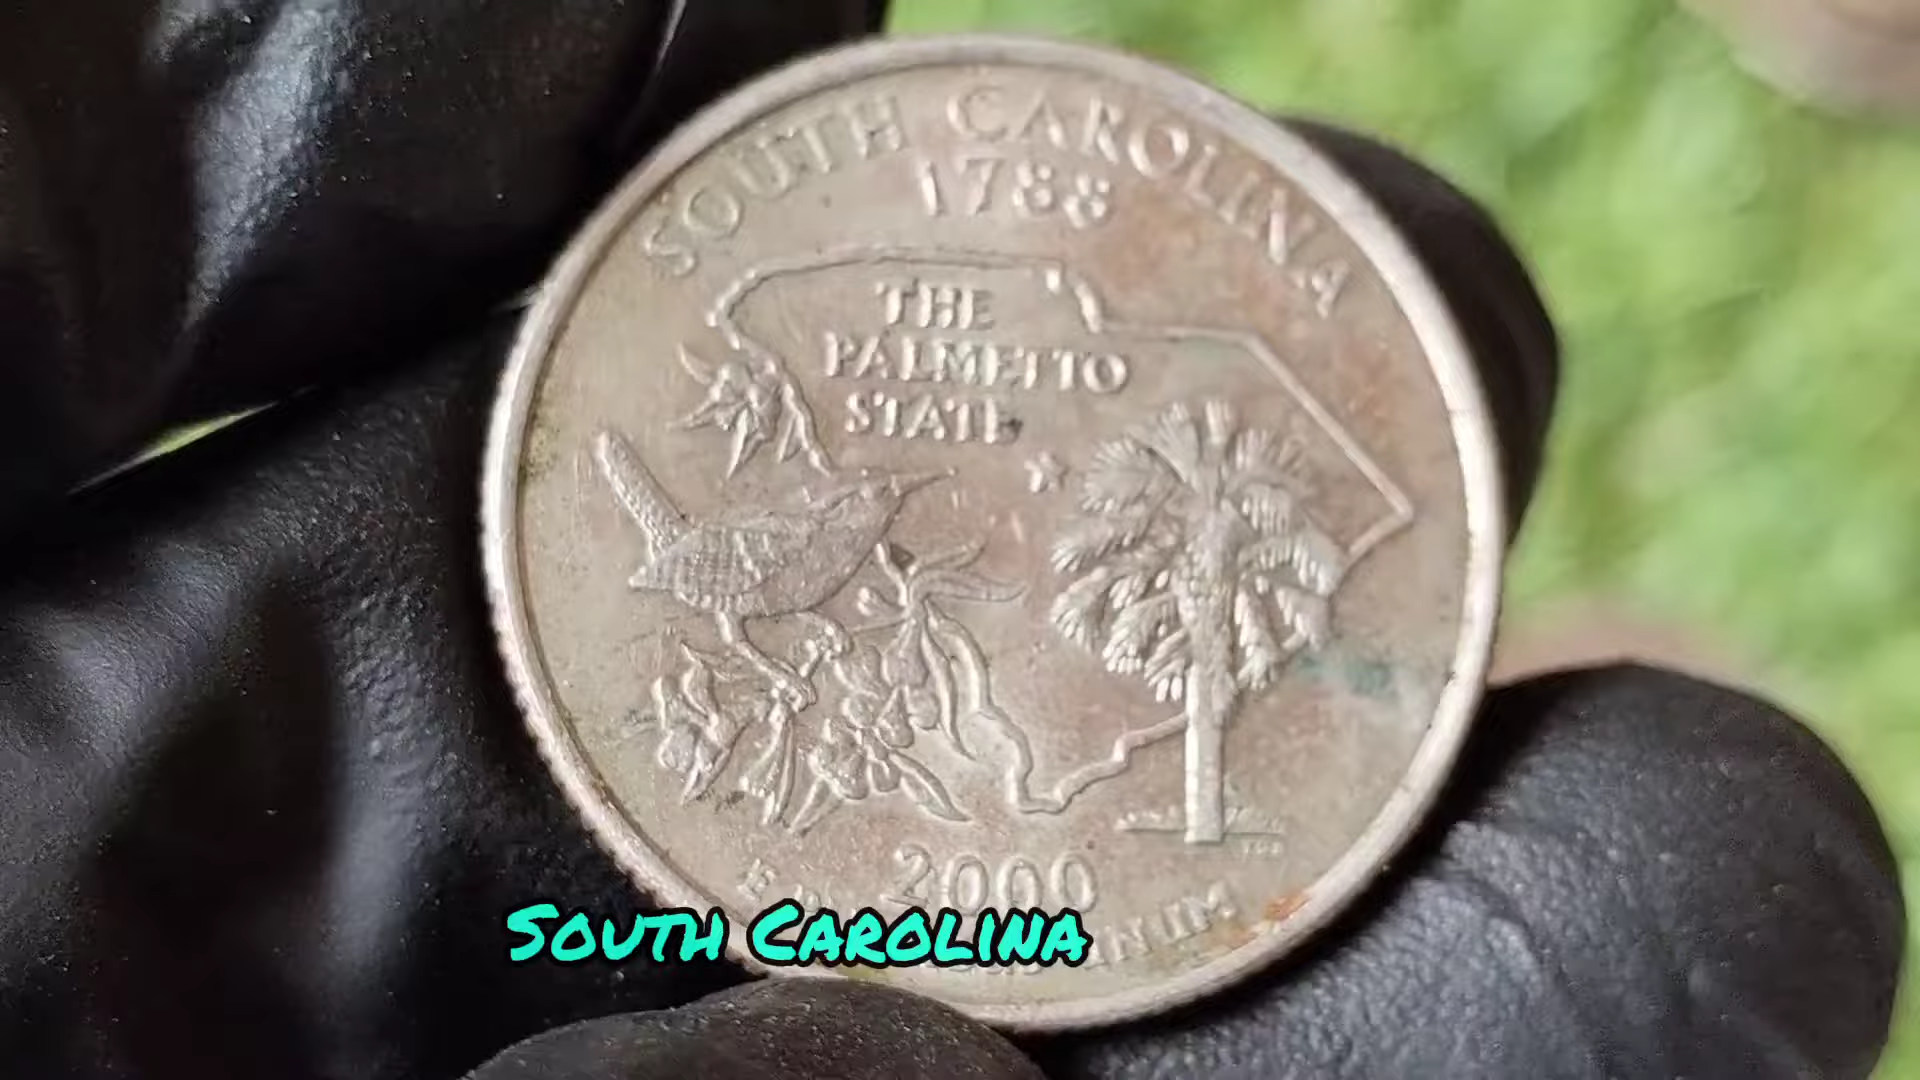 SOUTH CAROLINA
1788
THE
PALMETTO
STATE
2000
South Carolina